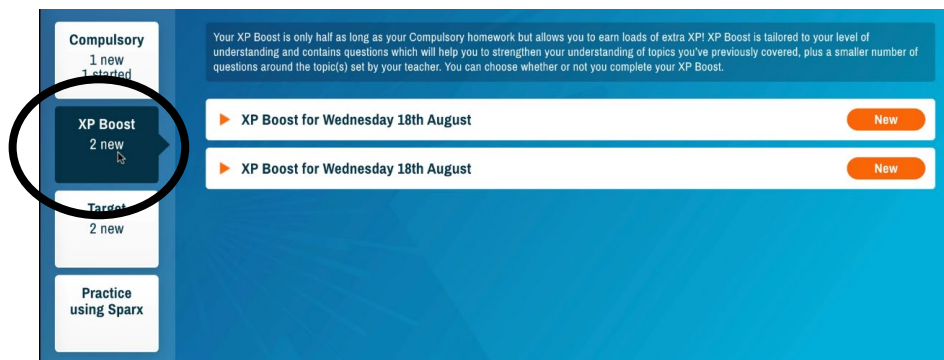 Compulsory
1 new
1 started
XP Boost
2 new
Target
2 new
Practice
using Sparx
Your XP Boost is only half as long as your Compulsory homework but allows you to earn loads of extra XP! XP Boost is tailored to your level of
understanding and contains questions which will help you to strengthen your understanding of topics you've previously covered, plus a smaller number of
questions around the topic(s) set by your teacher. You can choose whether or not you complete your XP Boost.
XP Boost for Wednesday 18th August New
XP Boost for Wednesday 18th August New